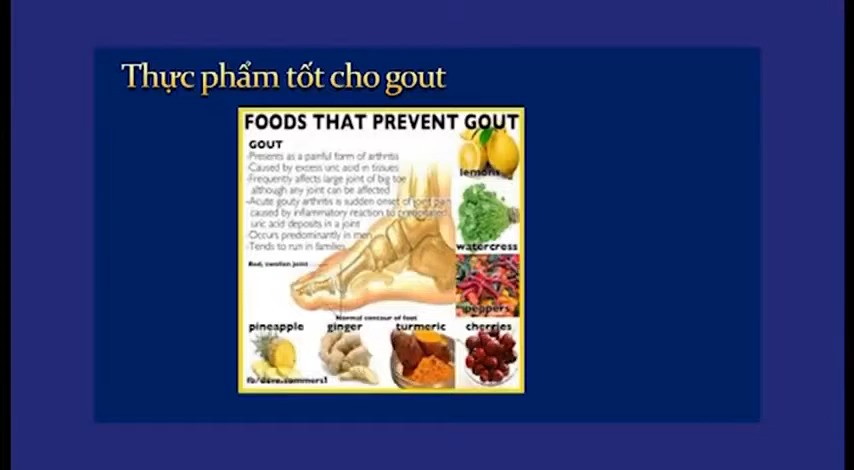 Thực phẩm tốt cho gout
FOODS THAT PREVENT GOUT
GOUT
-Presents as a painful form of arthritis
-Caused by excess uric acid in tissues
-Frequently affects large joint of big toe
although any joint can be affected
-Acute gouty arthritis is sudden onset of joint pain
caused by inflammatory reaction to precipitated
uric acid deposits in a joint
-Occurs predominantly in men
-Tends to run in families
lemons
watercress
Red, swollen joint
peppers
Normal contour of foot
pineapple ginger turmeric cherries
fb/dave.sommers1